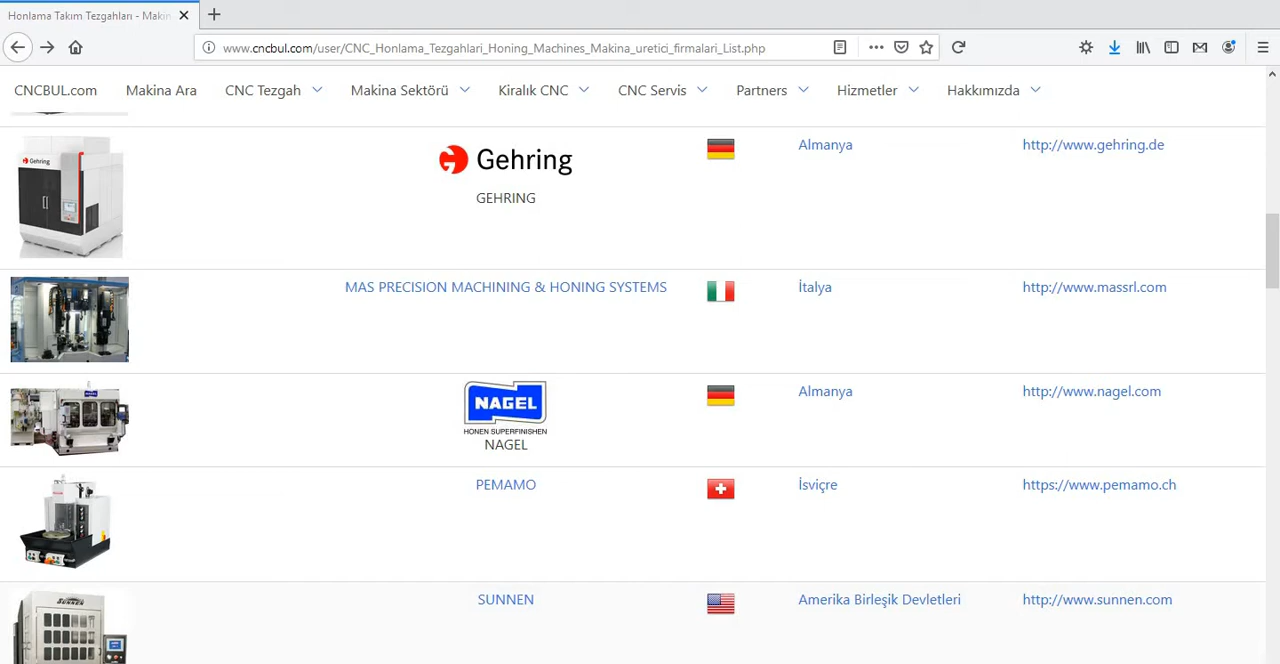 Honlama Takım Tezgahları - Makin
www.cncbul.com/user/CNC_Honlama_Tezgahlari_Honing_Machines_Makina_uretici_firmalari_List.php
CNCBUL.com Makina Ara CNC Tezgah Makina Sektörü Kiralık CNC CNC Servis Partners Hizmetler Hakkımızda
Gehring
Gehring
GEHRING
Almanya
http://www.gehring.de
MAS PRECISION MACHINING & HONING SYSTEMS
İtalya
http://www.massrl.com
NAGEL
HONEN SUPERFINISHEN
NAGEL
Almanya
http://www.nagel.com
PEMAMO
İsviçre
https://www.pemamo.ch
SUNNEN
SUNNEN
Amerika Birleşik Devletleri
http://www.sunnen.com